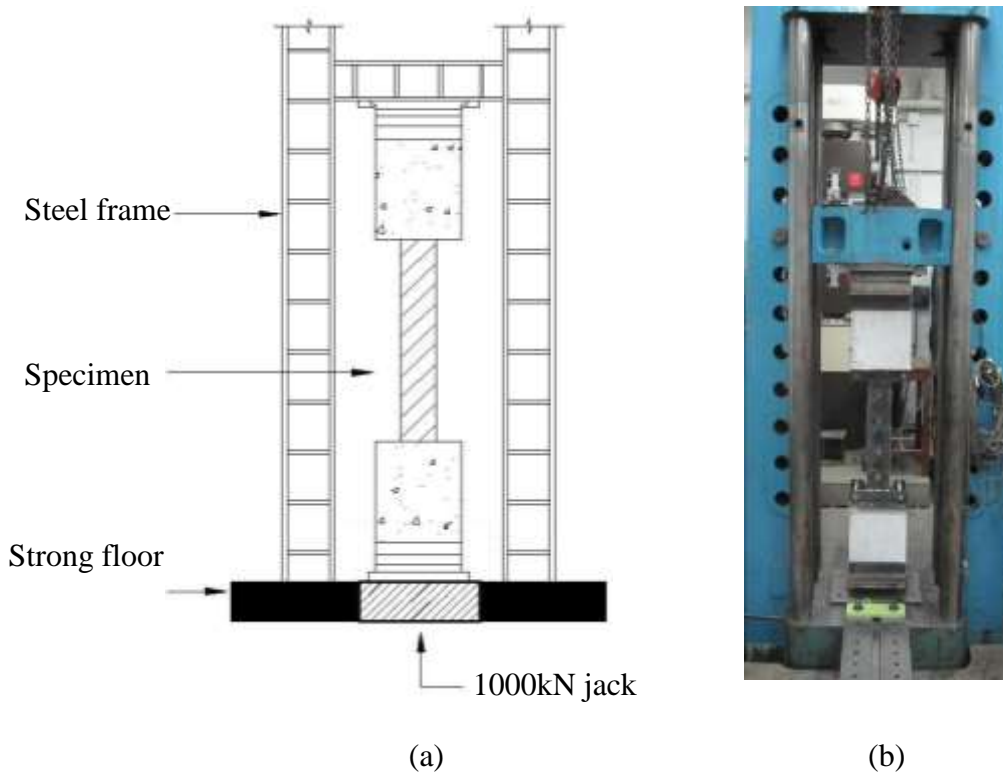 Steel frame
Specimen
Strong floor
1000kN jack
(a)
(b)